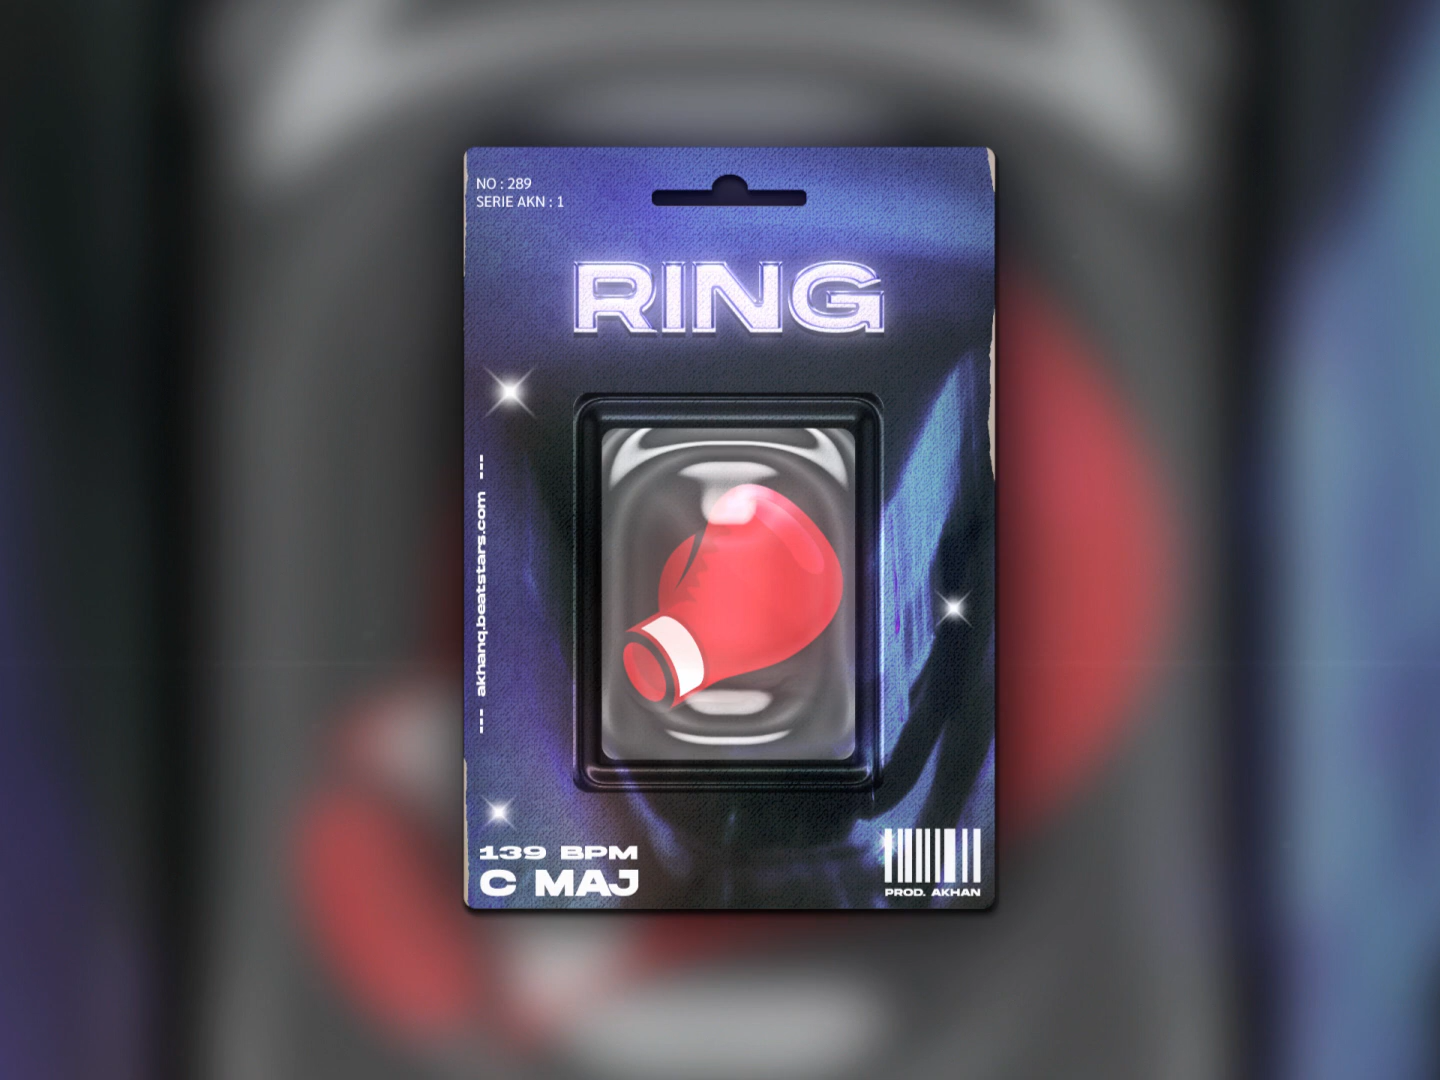 NO : 289
SERIE AKN : 1
RING
--- akhanq.beatstars.com ---
139 BPM
C MAJ
PROD. AKHAN